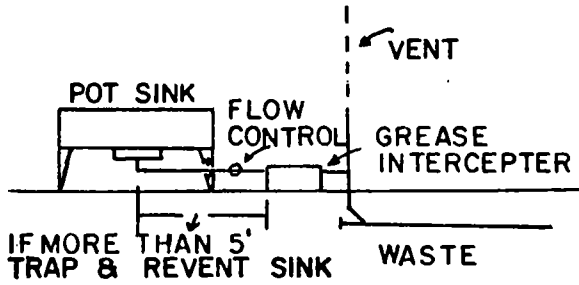 VENT
POT SINK
FLOW
CONTROL
GREASE
INTERCEPTER
IF MORE THAN 5'
TRAP & REVENT SINK
WASTE